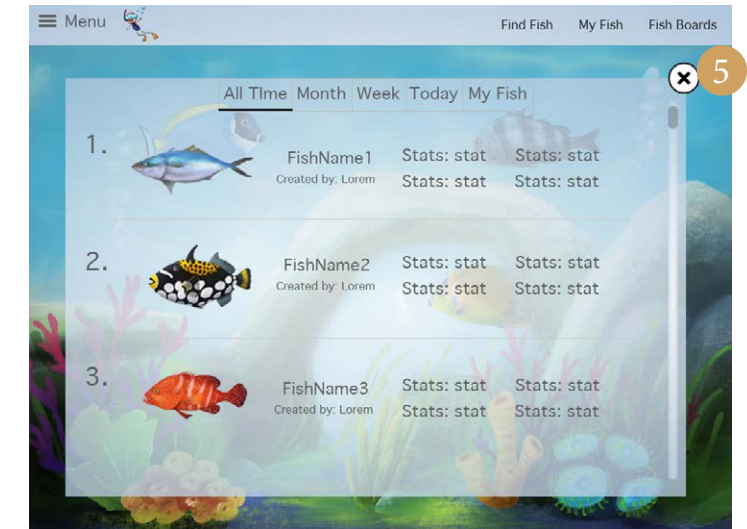 Menu
Find Fish
My Fish
Fish Boards
5
All TIme
Month
Week
Today
My Fish
1.
FishName1
Created by: Lorem
Stats: stat
Stats: stat
Stats: stat
Stats: stat
2.
FishName2
Created by: Lorem
Stats: stat
Stats: stat
Stats: stat
Stats: stat
3.
FishName3
Created by: Lorem
Stats: stat
Stats: stat
Stats: stat
Stats: stat